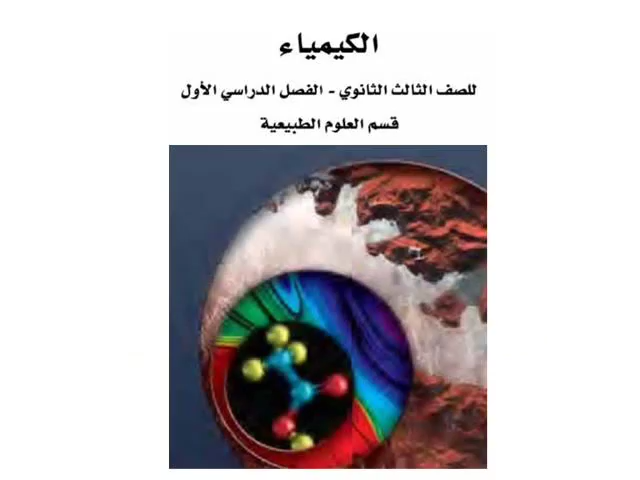 الكيمياء
للصف الثالث الثانوي - الفصل الدراسي الأول
قسم العلوم الطبيعية